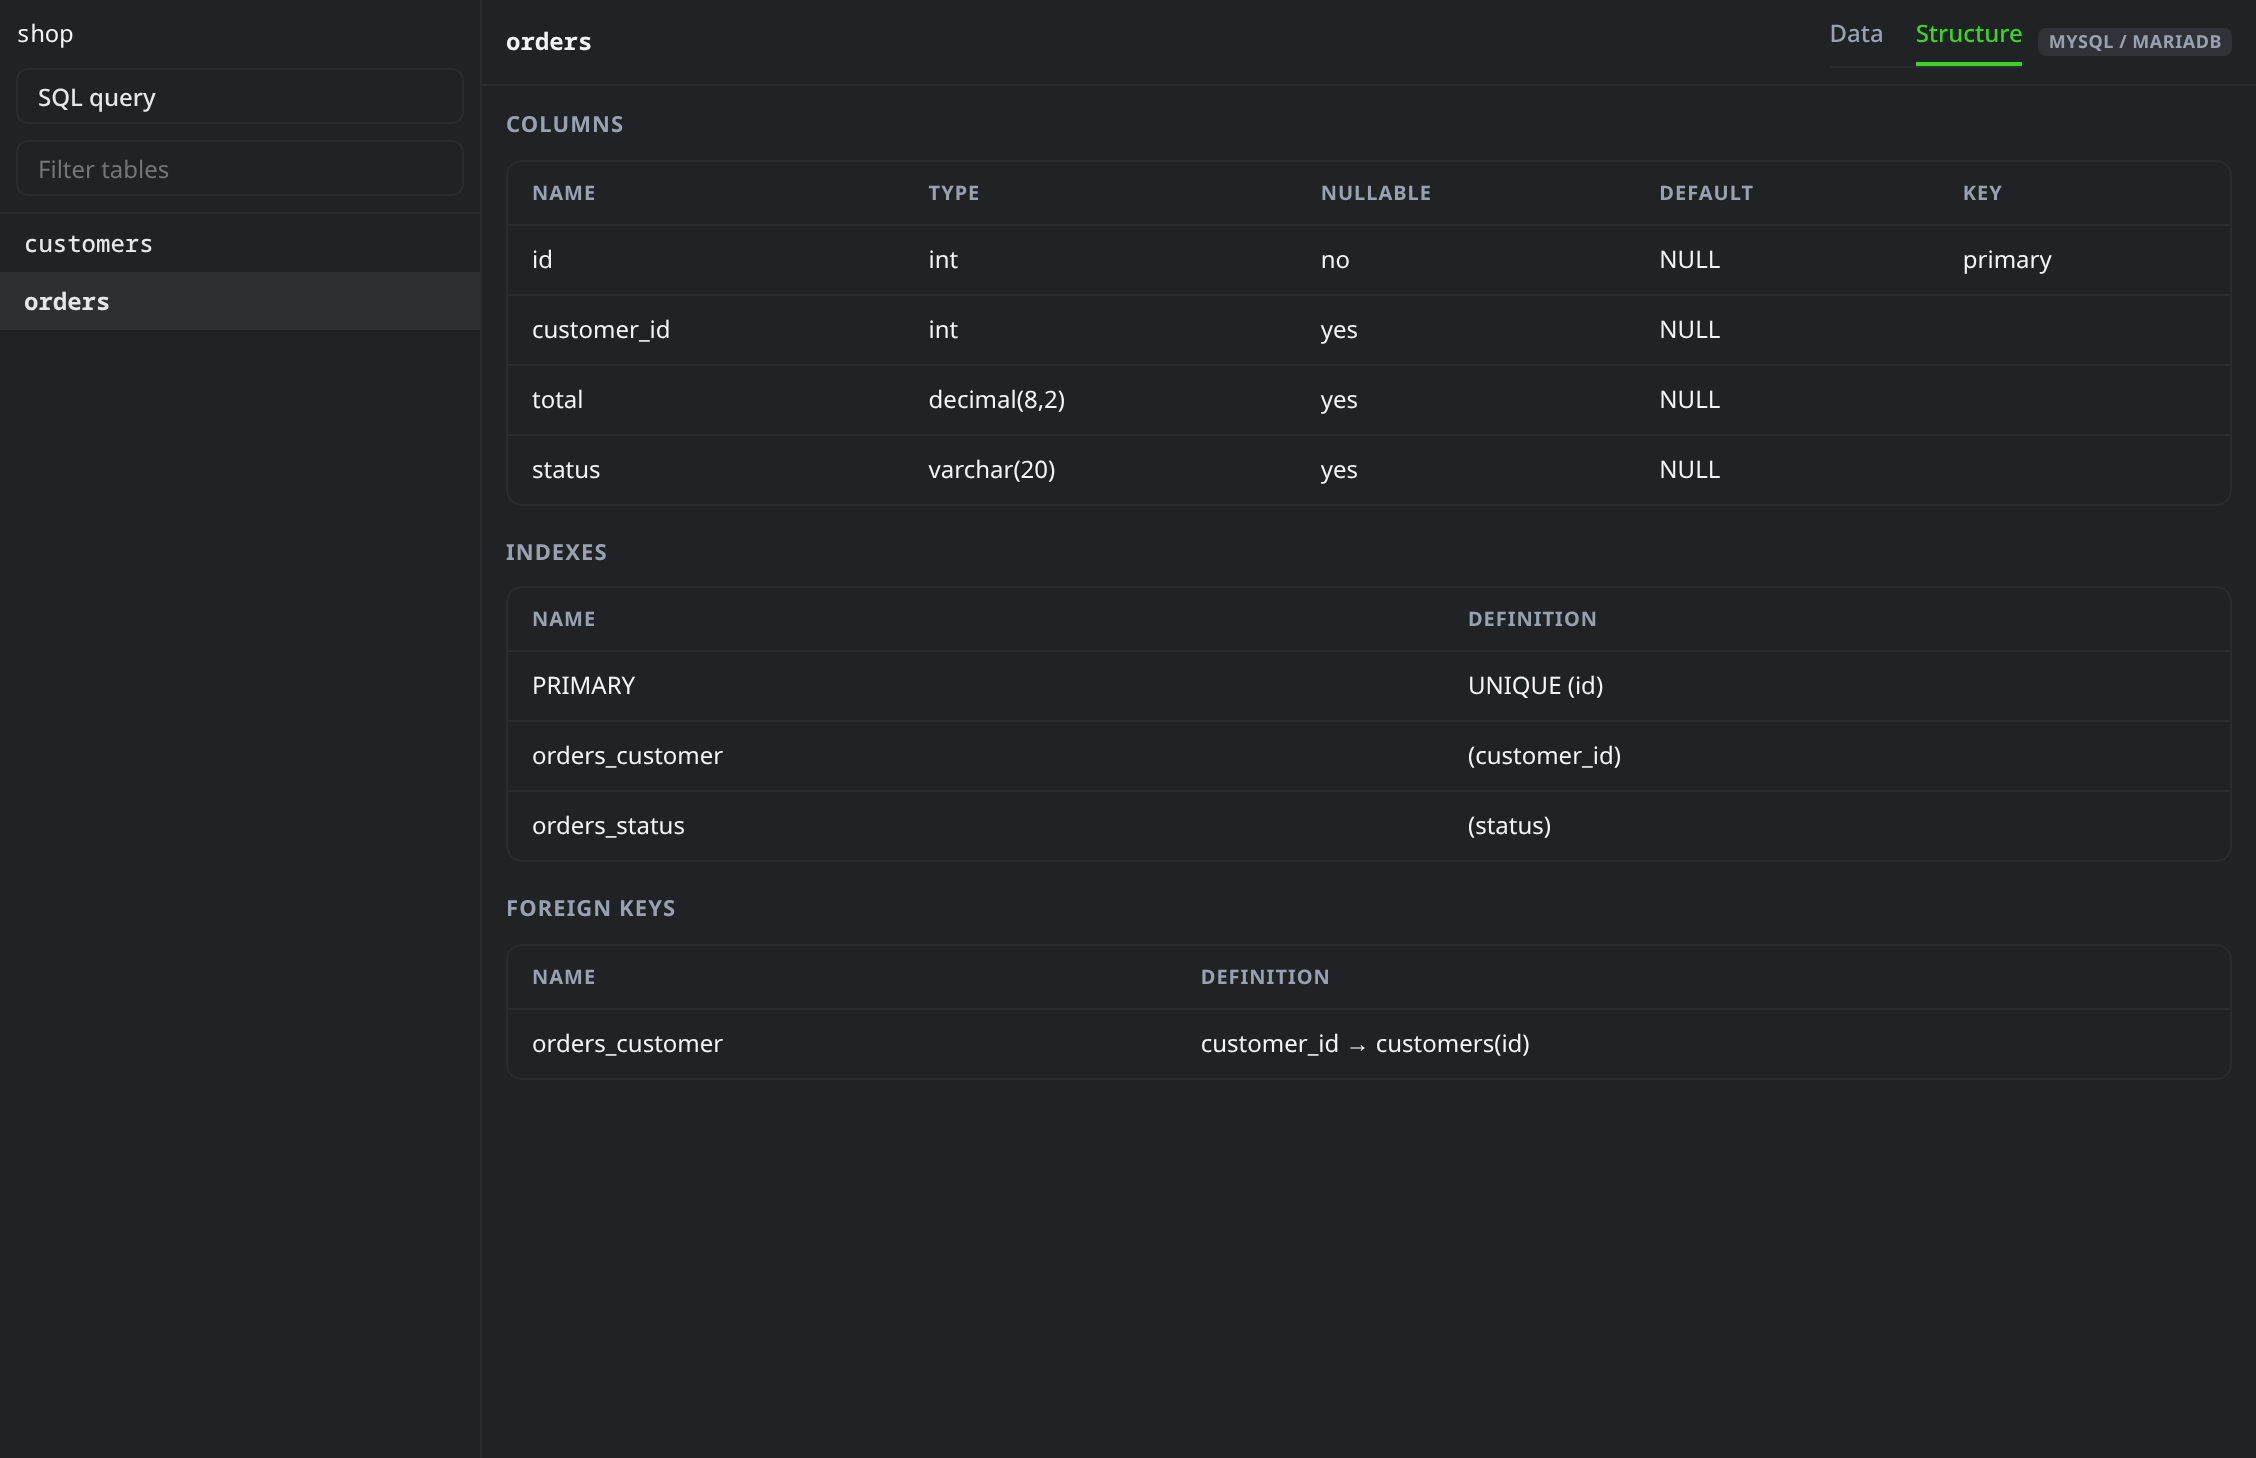 shop
SQL query
Filter tables
customers
orders
orders
Data Structure MYSQL / MARIADB
COLUMNS
NAME TYPE NULLABLE DEFAULT KEY
id int no NULL primary
customer_id int yes NULL
total decimal(8,2) yes NULL
status varchar(20) yes NULL
INDEXES
NAME DEFINITION
PRIMARY UNIQUE (id)
orders_customer (customer_id)
orders_status (status)
FOREIGN KEYS
NAME DEFINITION
orders_customer customer_id → customers(id)